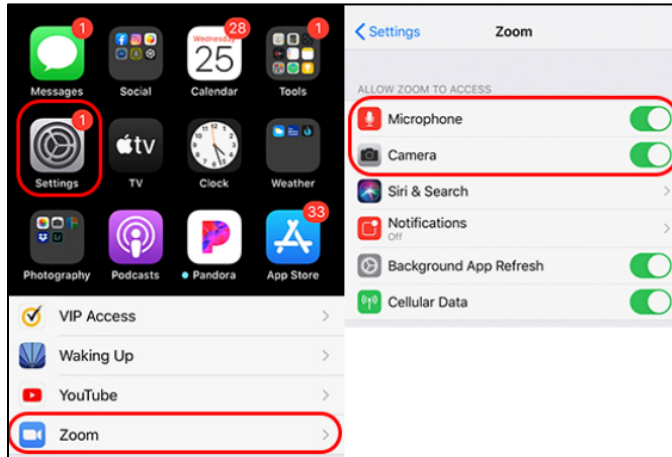 1
28
1
Wednesday
25
Messages
Social
Calendar
Tools
1
tv
Settings
TV
Clock
Weather
33
Photography
Podcasts
Pandora
App Store
VIP Access
Waking Up
YouTube
Zoom
Settings
Zoom
ALLOW ZOOM TO ACCESS
Microphone
Camera
Siri & Search
Notifications
Off
Background App Refresh
Cellular Data